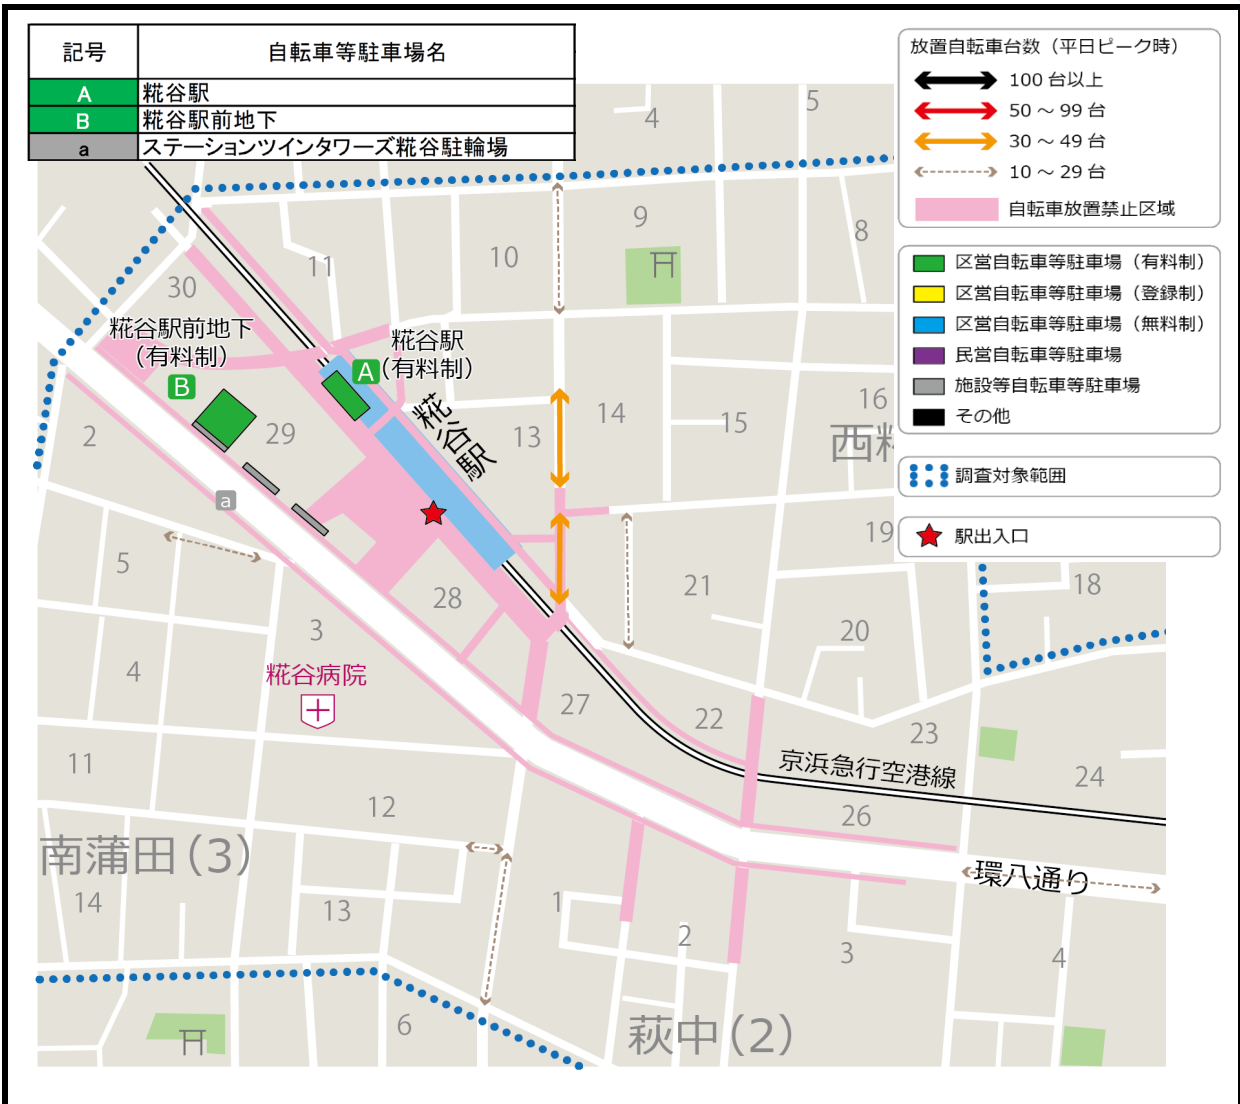 記号 自転車等駐車場名
A 糀谷駅
B 糀谷駅前地下
a ステーションツインタワーズ糀谷駐輪場
放置自転車台数（平日ピーク時）
100 台以上
50 ～ 99 台
30 ～ 49 台
10 ～ 29 台
自転車放置禁止区域
区営自転車等駐車場（有料制）
区営自転車等駐車場（登録制）
区営自転車等駐車場（無料制）
民営自転車等駐車場
施設等自転車等駐車場
その他
調査対象範囲
駅出入口
4
5
9
8
10
11
30
糀谷駅前地下
（有料制）
B
糀谷駅
（有料制）
A
糀谷駅
2
29
13
14
15
16
西糀
a
19
5
28
21
18
3
20
4
糀谷病院
27
22
23
11
京浜急行空港線
24
12
26
南蒲田（3）
環八通り
14
13
1
2
3
4
6
萩中（2）